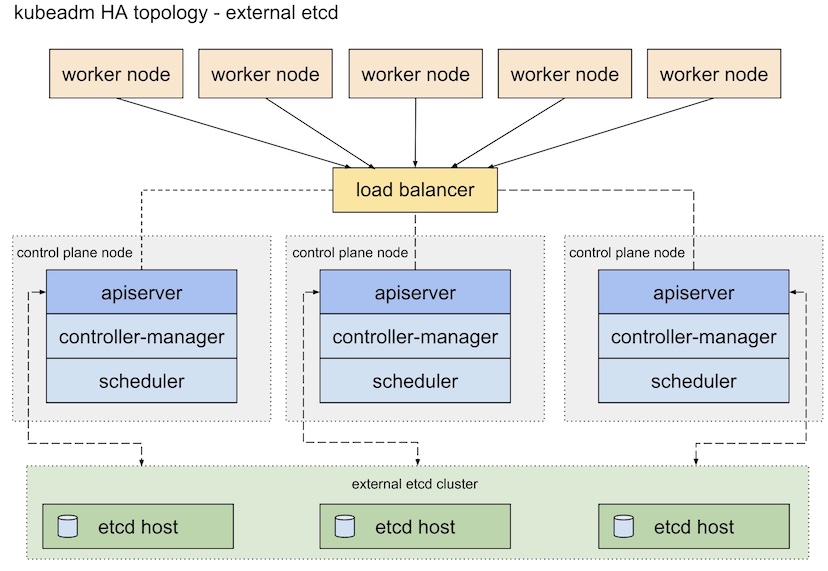 kubeadm HA topology - external etcd
worker node
worker node
worker node
worker node
worker node
load balancer
control plane node
apiserver
controller-manager
scheduler
control plane node
apiserver
controller-manager
scheduler
control plane node
apiserver
controller-manager
scheduler
external etcd cluster
etcd host
etcd host
etcd host